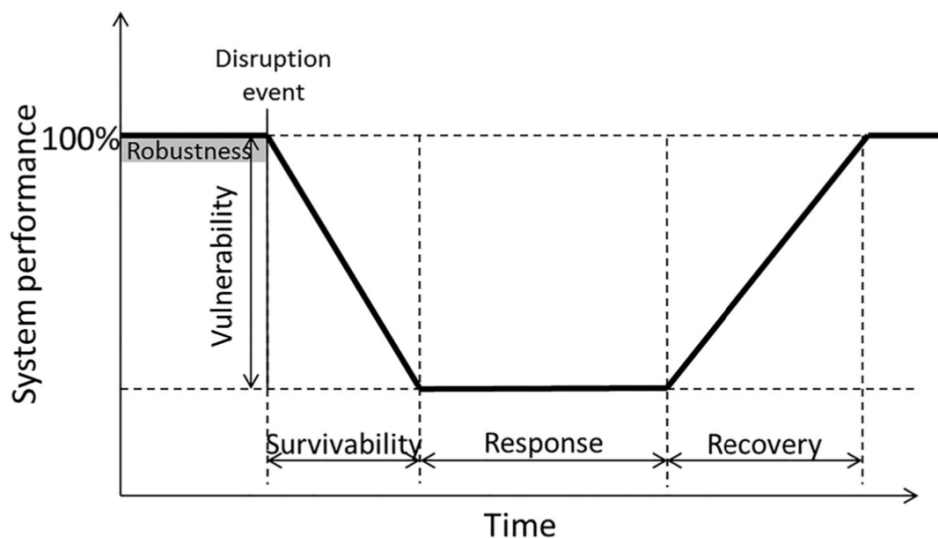 Disruption
event
100%
Robustness
Vulnerability
System performance
Survivability
Response
Recovery
Time